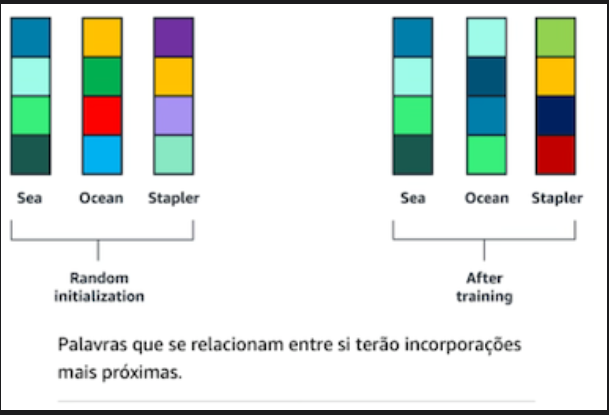 Sea Ocean Stapler
Sea Ocean Stapler
Random
initialization
After
training
Palavras que se relacionam entre si terão incorporações
mais próximas.